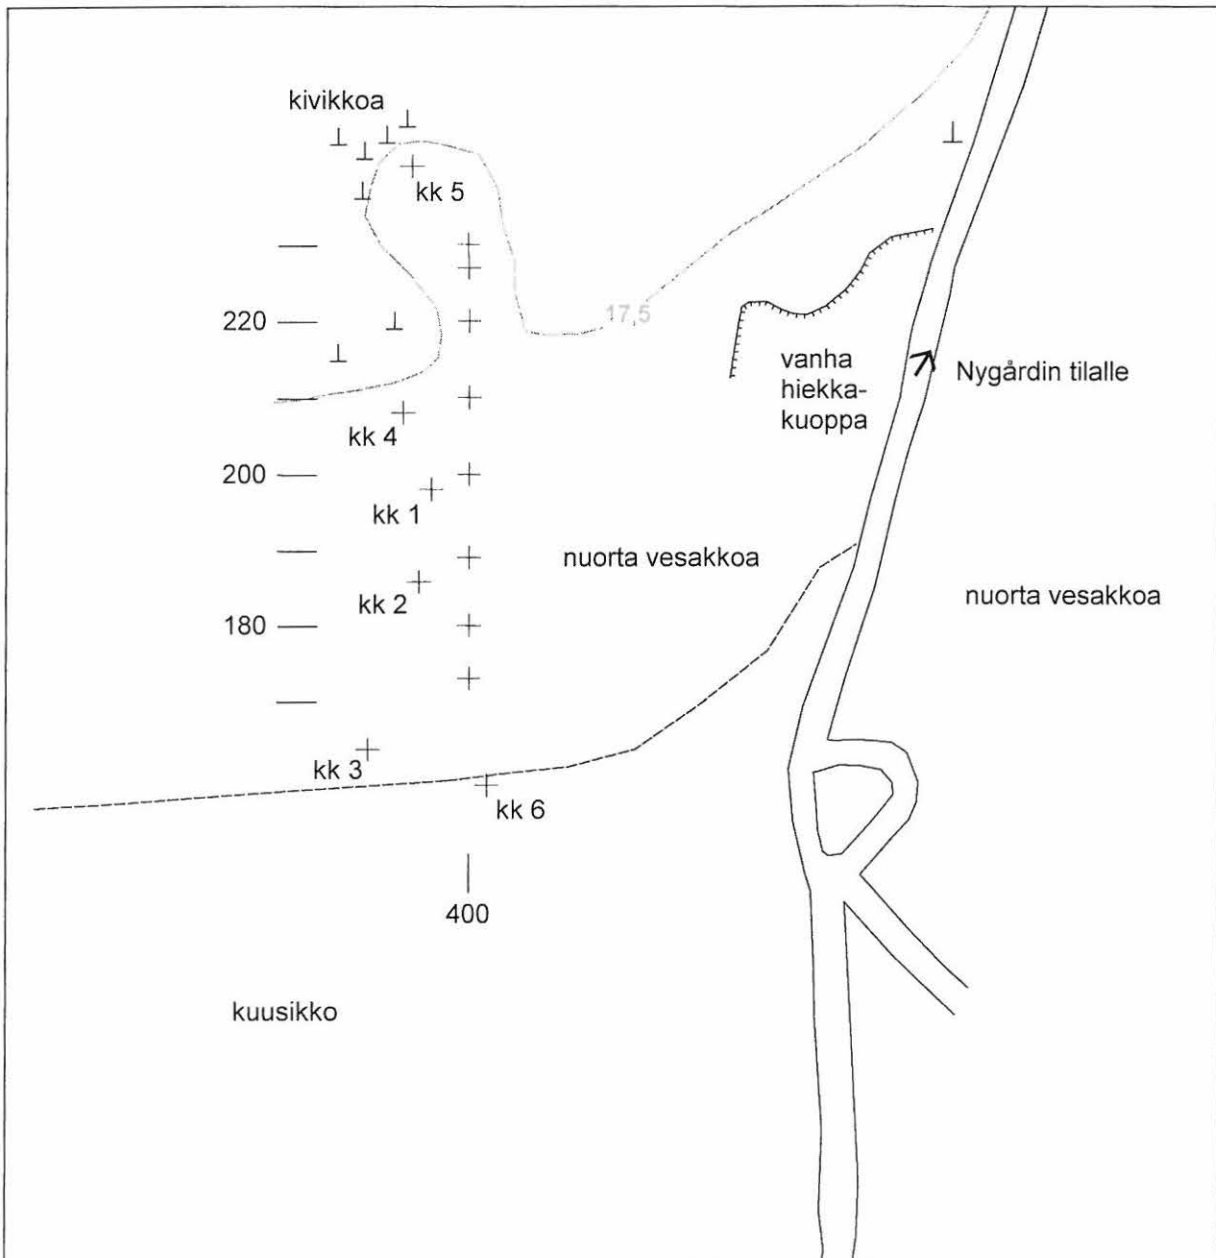 kivikkoa
kk 5
17,5
220
vanha
hiekka-
kuoppa
Nygårdin tilalle
kk 4
200
kk 1
nuorta vesakkoa
kk 2
nuorta vesakkoa
180
kk 3
kk 6
400
kuusikko